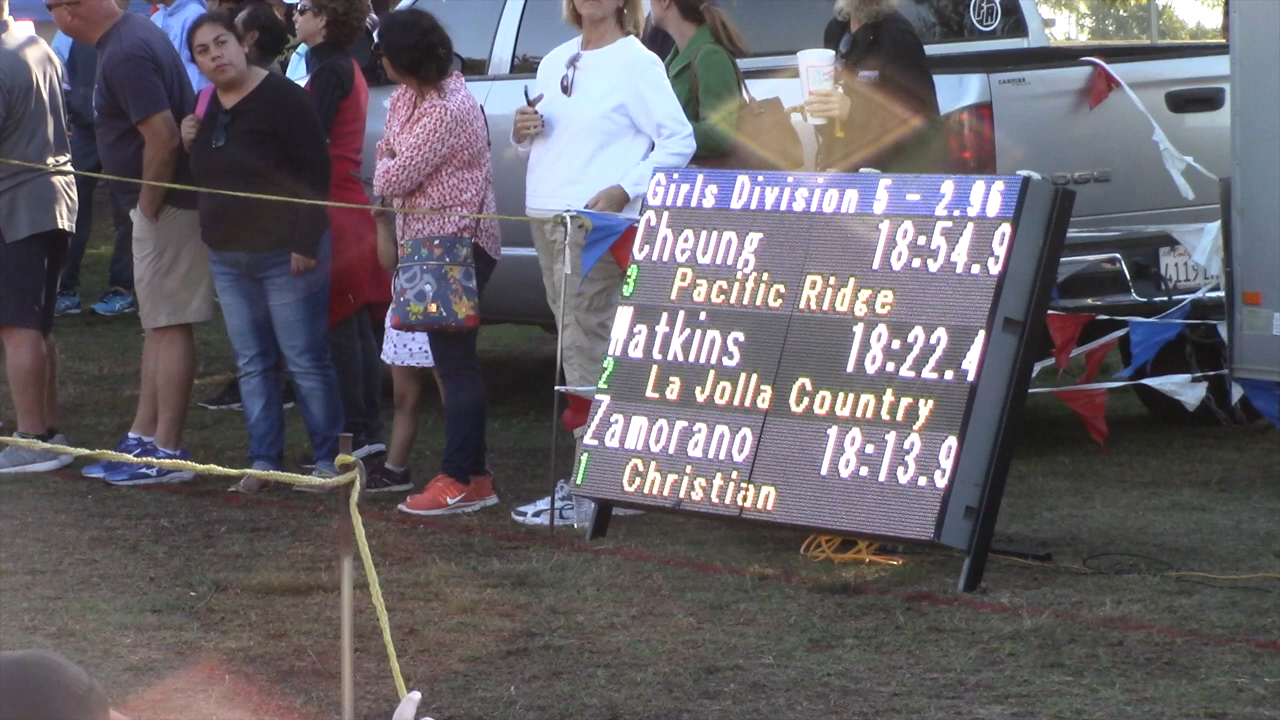 Girls Division 5 - 2.96
Cheung 18:54.9
3 Pacific Ridge
Watkins 18:22.4
2 La Jolla Country
Zamorano 18:13.9
1 Christian